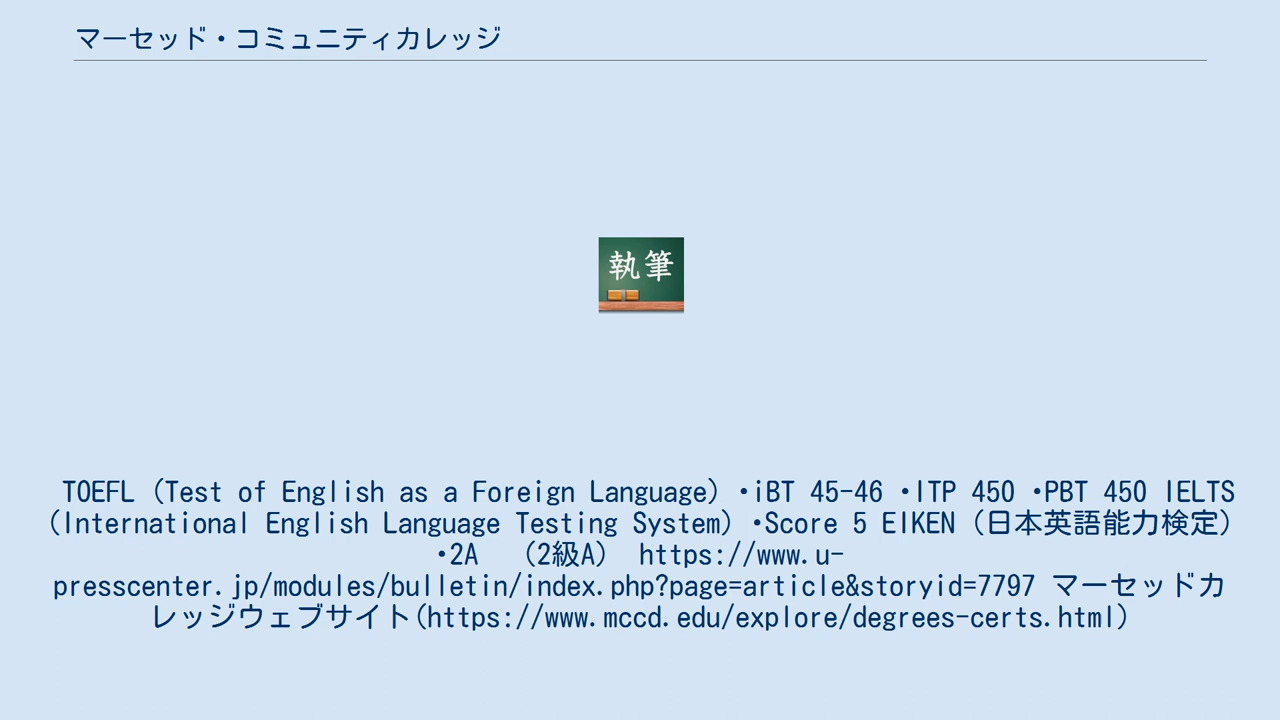 マーセッド・コミュニティカレッジ
執筆
TOEFL (Test of English as a Foreign Language) ・iBT 45-46 ・ITP 450 ・PBT 450 IELTS
(International English Language Testing System) ・Score 5 EIKEN (日本英語能力検定)
・2A (2級A) https://www.u-
presscenter.jp/modules/bulletin/index.php?page=article&storyid=7797 マーセッドカ
レッジウェブサイト(https://www.mccd.edu/explore/degrees-certs.html)